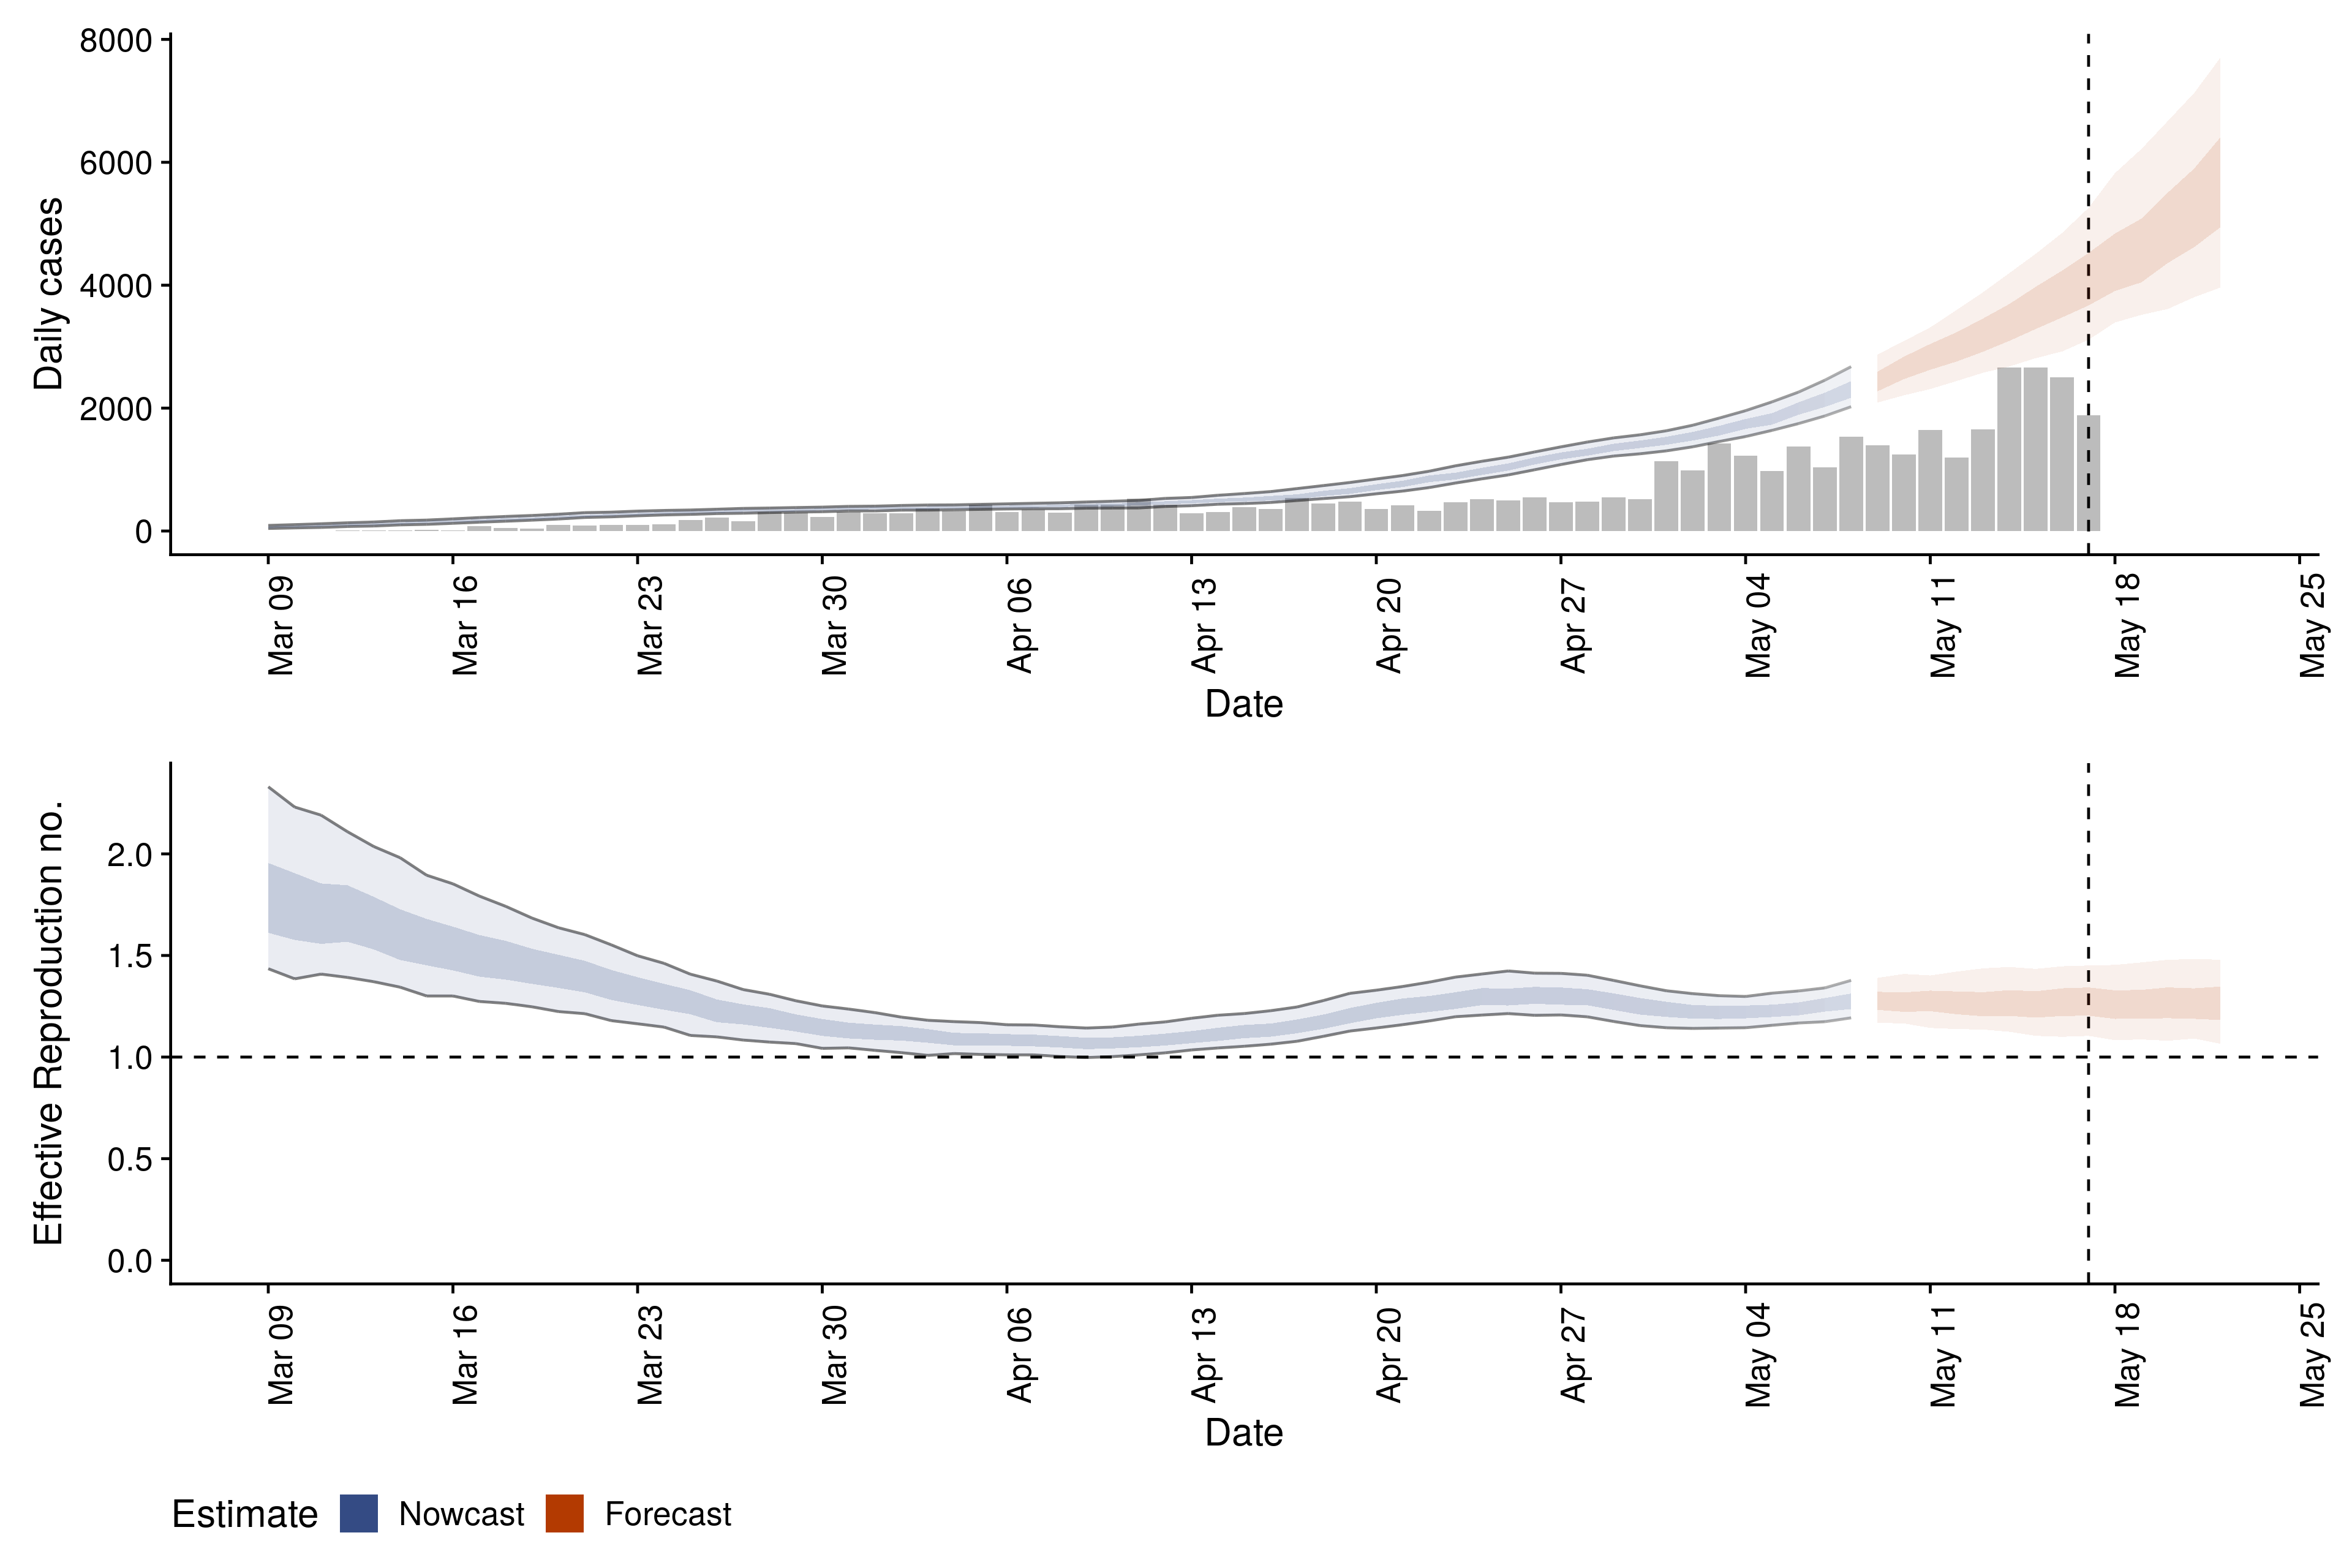 Daily cases
8000
6000
4000
2000
0
Mar 09
Mar 16
Mar 23
Mar 30
Apr 06
Apr 13
Apr 20
Apr 27
May 04
May 11
May 18
May 25
Date
Effective Reproduction no.
2.0
1.5
1.0
0.5
0.0
Mar 09
Mar 16
Mar 23
Mar 30
Apr 06
Apr 13
Apr 20
Apr 27
May 04
May 11
May 18
May 25
Date
Estimate Nowcast Forecast